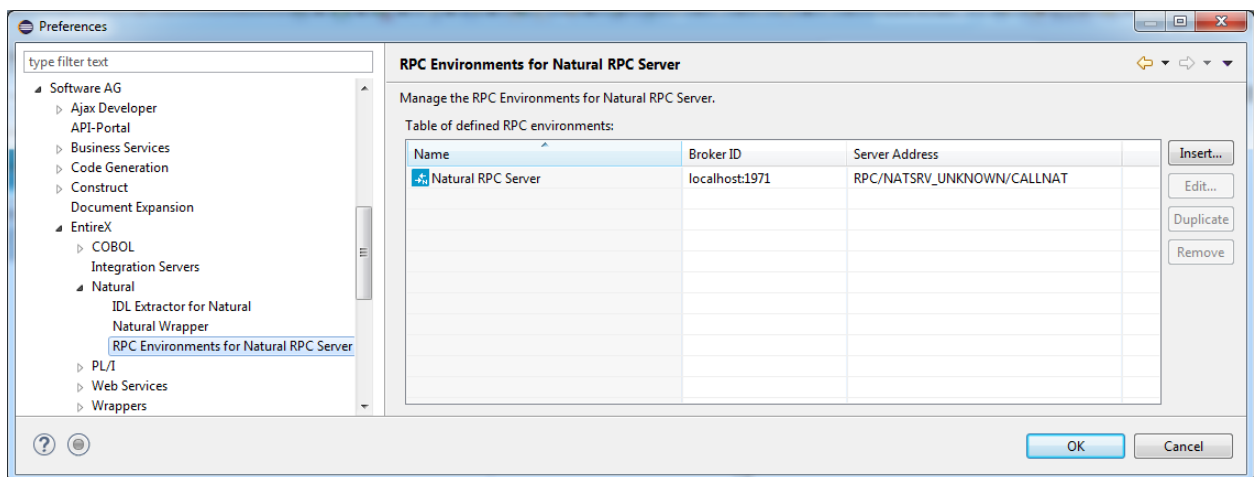 Preferences
type filter text
Software AG
Ajax Developer
API-Portal
Business Services
Code Generation
Construct
Document Expansion
EntireX
COBOL
Integration Servers
Natural
IDL Extractor for Natural
Natural Wrapper
RPC Environments for Natural RPC Server
PL/I
Web Services
Wrappers
RPC Environments for Natural RPC Server
Manage the RPC Environments for Natural RPC Server.
Table of defined RPC environments:
Name Broker ID Server Address
Natural RPC Server localhost:1971 RPC/NATSRV_UNKNOWN/CALLNAT
Insert...
Edit...
Duplicate
Remove
OK Cancel